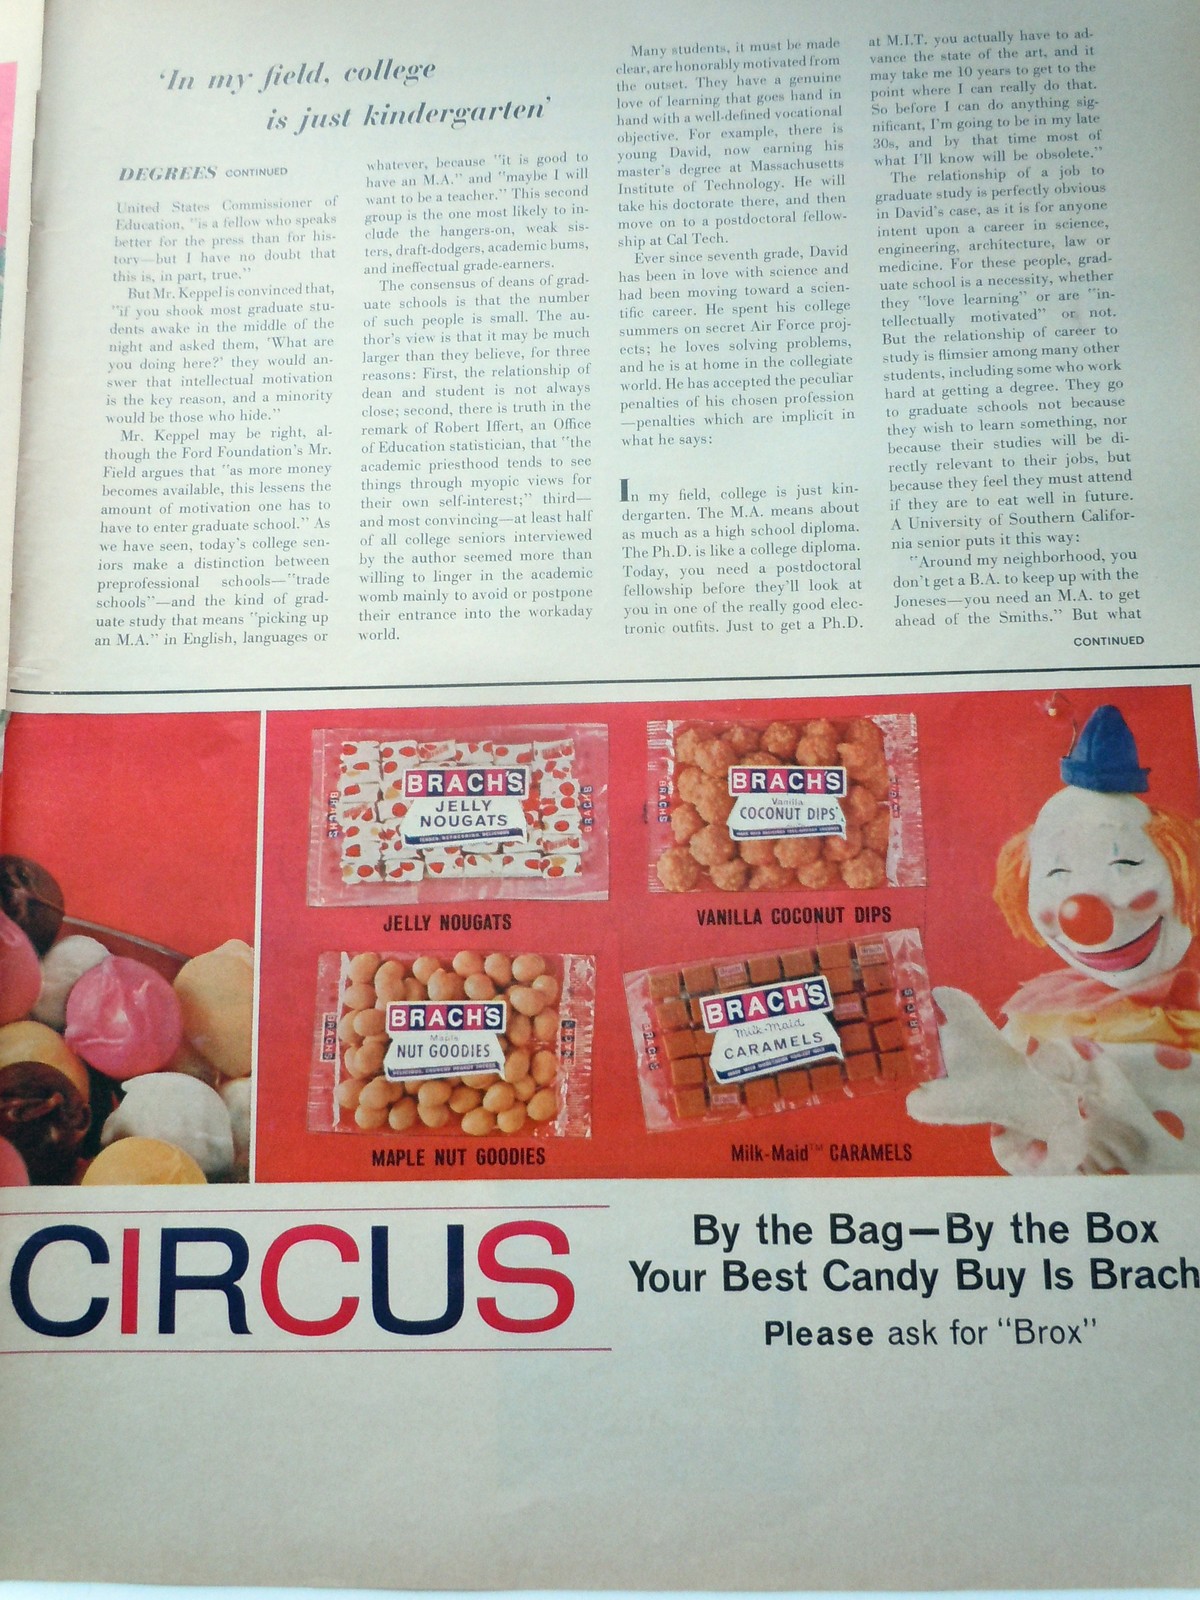 ‘In my field, college
is just kindergarten’
DEGREES CONTINUED
United States Commissioner of
Education, “is a fellow who speaks
better for the press than for his-
tory—but I have no doubt that
this is, in part, true.”
But Mr. Keppel is convinced that,
“if you shook most graduate stu-
dents awake in the middle of the
night and asked them, ‘What are
you doing here?’ they would an-
swer that intellectual motivation
is the key reason, and a minority
would be those who hide.”
Mr. Keppel may be right, al-
though the Ford Foundation’s Mr.
Field argues that “as more money
becomes available, this lessens the
amount of motivation one has to
have to enter graduate school.” As
we have seen, today’s college sen-
iors make a distinction between
preprofessional schools—“trade
schools”—and the kind of grad-
uate study that means “picking up
an M.A.” in English, languages or
whatever, because “it is good to
have an M.A.” and “maybe I will
want to be a teacher.” This second
group is the one most likely to in-
clude the hangers-on, weak sis-
ters, draft-dodgers, academic bums,
and ineffectual grade-earners.
The consensus of deans of grad-
uate schools is that the number
of such people is small. The au-
thor’s view is that it may be much
larger than they believe, for three
reasons: First, the relationship of
dean and student is not always
close; second, there is truth in the
remark of Robert Iffert, an Office
of Education statistician, that “the
academic priesthood tends to see
things through myopic views for
their own self-interest;” third—
and most convincing—at least half
of all college seniors interviewed
by the author seemed more than
willing to linger in the academic
womb mainly to avoid or postpone
their entrance into the workaday
world.
Many students, it must be made
clear, are honorably motivated from
the outset. They have a genuine
love of learning that goes hand in
hand with a well-defined vocational
objective. For example, there is
young David, now earning his
master’s degree at Massachusetts
Institute of Technology. He will
take his doctorate there, and then
move on to a postdoctoral fellow-
ship at Cal Tech.
Ever since seventh grade, David
has been in love with science and
had been moving toward a scien-
tific career. He spent his college
summers on secret Air Force proj-
ects; he loves solving problems,
and he is at home in the collegiate
world. He has accepted the peculiar
penalties of his chosen profession
—penalties which are implicit in
what he says:
In my field, college is just kin-
dergarten. The M.A. means about
as much as a high school diploma.
The Ph.D. is like a college diploma.
Today, you need a postdoctoral
fellowship before they’ll look at
you in one of the really good elec-
tronic outfits. Just to get a Ph.D.
at M.I.T. you actually have to ad-
vance the state of the art, and it
may take me 10 years to get to the
point where I can really do that.
So before I can do anything sig-
nificant, I’m going to be in my late
30s, and by that time most of
what I’ll know will be obsolete.”
The relationship of a job to
graduate study is perfectly obvious
in David’s case, as it is for anyone
intent upon a career in science,
engineering, architecture, law or
medicine. For these people, grad-
uate school is a necessity, whether
they “love learning” or are “in-
tellectually motivated” or not.
But the relationship of career to
study is flimsier among many other
students, including some who work
hard at getting a degree. They go
to graduate schools not because
they wish to learn something, nor
because their studies will be di-
rectly relevant to their jobs, but
because they feel they must attend
if they are to eat well in future.
A University of Southern Califor-
nia senior puts it this way:
“Around my neighborhood, you
don’t get a B.A. to keep up with the
Joneses—you need an M.A. to get
ahead of the Smiths.” But what
CONTINUED
BRACH'S
BRACH'S
JELLY
NOUGATS
TENDER, REFRESHING, DELICIOUS
BRACH'S
JELLY NOUGATS
BRACH'S
BRACH'S
Vanilla
COCONUT DIPS
BRACH'S
VANILLA COCONUT DIPS
BRACH'S
BRACH'S
Maple
NUT GOODIES
DELICIOUS, CRUNCHY PEANUT CENTERS
BRACH'S
MAPLE NUT GOODIES
BRACH'S
BRACH'S
Milk-Maid
CARAMELS
BRACH'S
Milk-Maid™ CARAMELS
CIRCUS
By the Bag—By the Box
Your Best Candy Buy Is Brach
Please ask for “Brox”